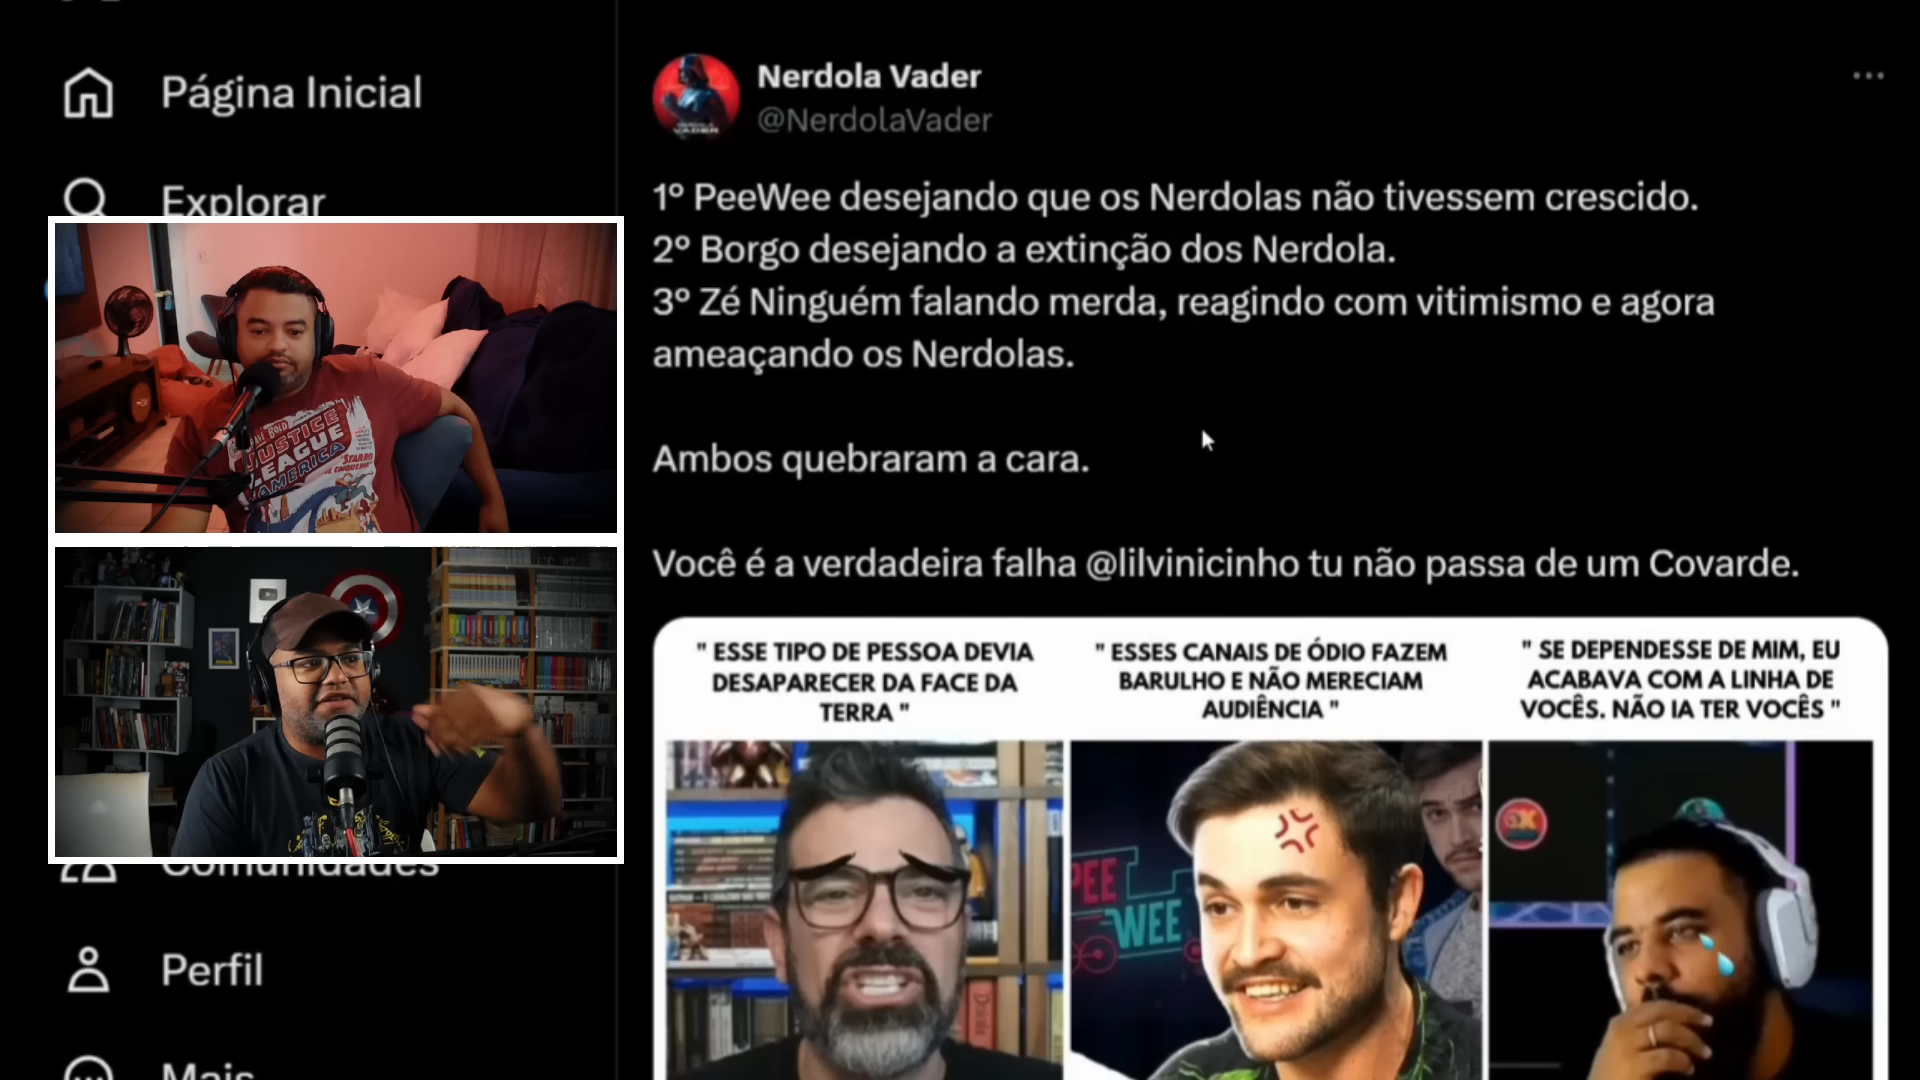 Página Inicial
Explorar
Comunidades
Perfil
Mais
Nerdola Vader
@NerdolaVader
1º PeeWee desejando que os Nerdolas não tivessem crescido.
2º Borgo desejando a extinção dos Nerdola.
3º Zé Ninguém falando merda, reagindo com vitimismo e agora
ameaçando os Nerdolas.
Ambos quebraram a cara.
Você é a verdadeira falha @lilvinicinho tu não passa de um Covarde.
" ESSE TIPO DE PESSOA DEVIA
DESAPARECER DA FACE DA
TERRA "
" ESSES CANAIS DE ÓDIO FAZEM
BARULHO E NÃO MERECIAM
AUDIÊNCIA "
" SE DEPENDESSE DE MIM, EU
ACABAVA COM A LINHA DE
VOCÊS. NÃO IA TER VOCÊS "
PEE
WEE
JUSTICE
LEAGUE
AMERICA